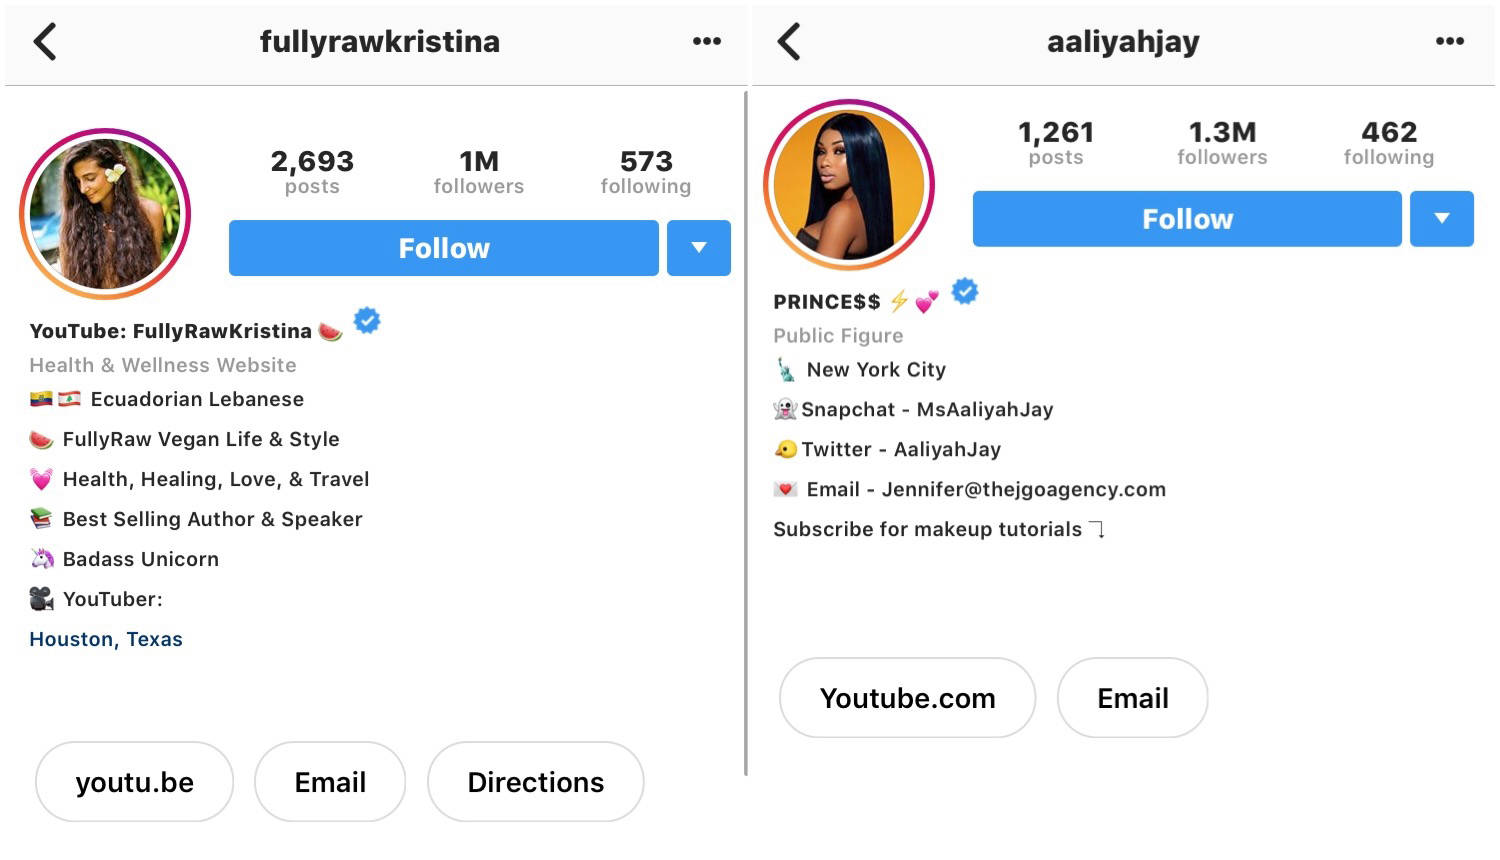 fullyrawkristina
2,693 1M 573
posts followers following
Follow
YouTube: FullyRawKristina 🍉
Health & Wellness Website
🇪🇨🇱🇧 Ecuadorian Lebanese
🍉 FullyRaw Vegan Life & Style
💓 Health, Healing, Love, & Travel
📚 Best Selling Author & Speaker
🦄 Badass Unicorn
🎥 YouTuber:
Houston, Texas
youtu.be Email Directions
aaliyahjay
1,261 1.3M 462
posts followers following
Follow
PRINCE$$ ⚡💕
Public Figure
🗽 New York City
👻Snapchat - MsAaliyahJay
🐤Twitter - AaliyahJay
💌 Email - Jennifer@thejgoagency.com
Subscribe for makeup tutorials ⤵
Youtube.com Email